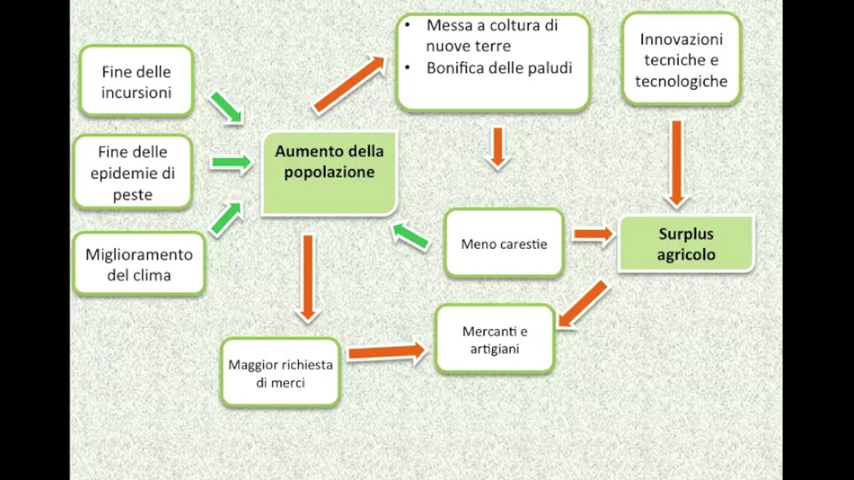 Fine delle
incursioni
Fine delle
epidemie di
peste
Miglioramento
del clima
Aumento della
popolazione
• Messa a coltura di
nuove terre
• Bonifica delle paludi
Innovazioni
tecniche e
tecnologiche
Meno carestie
Surplus
agricolo
Mercanti e
artigiani
Maggior richiesta
di merci